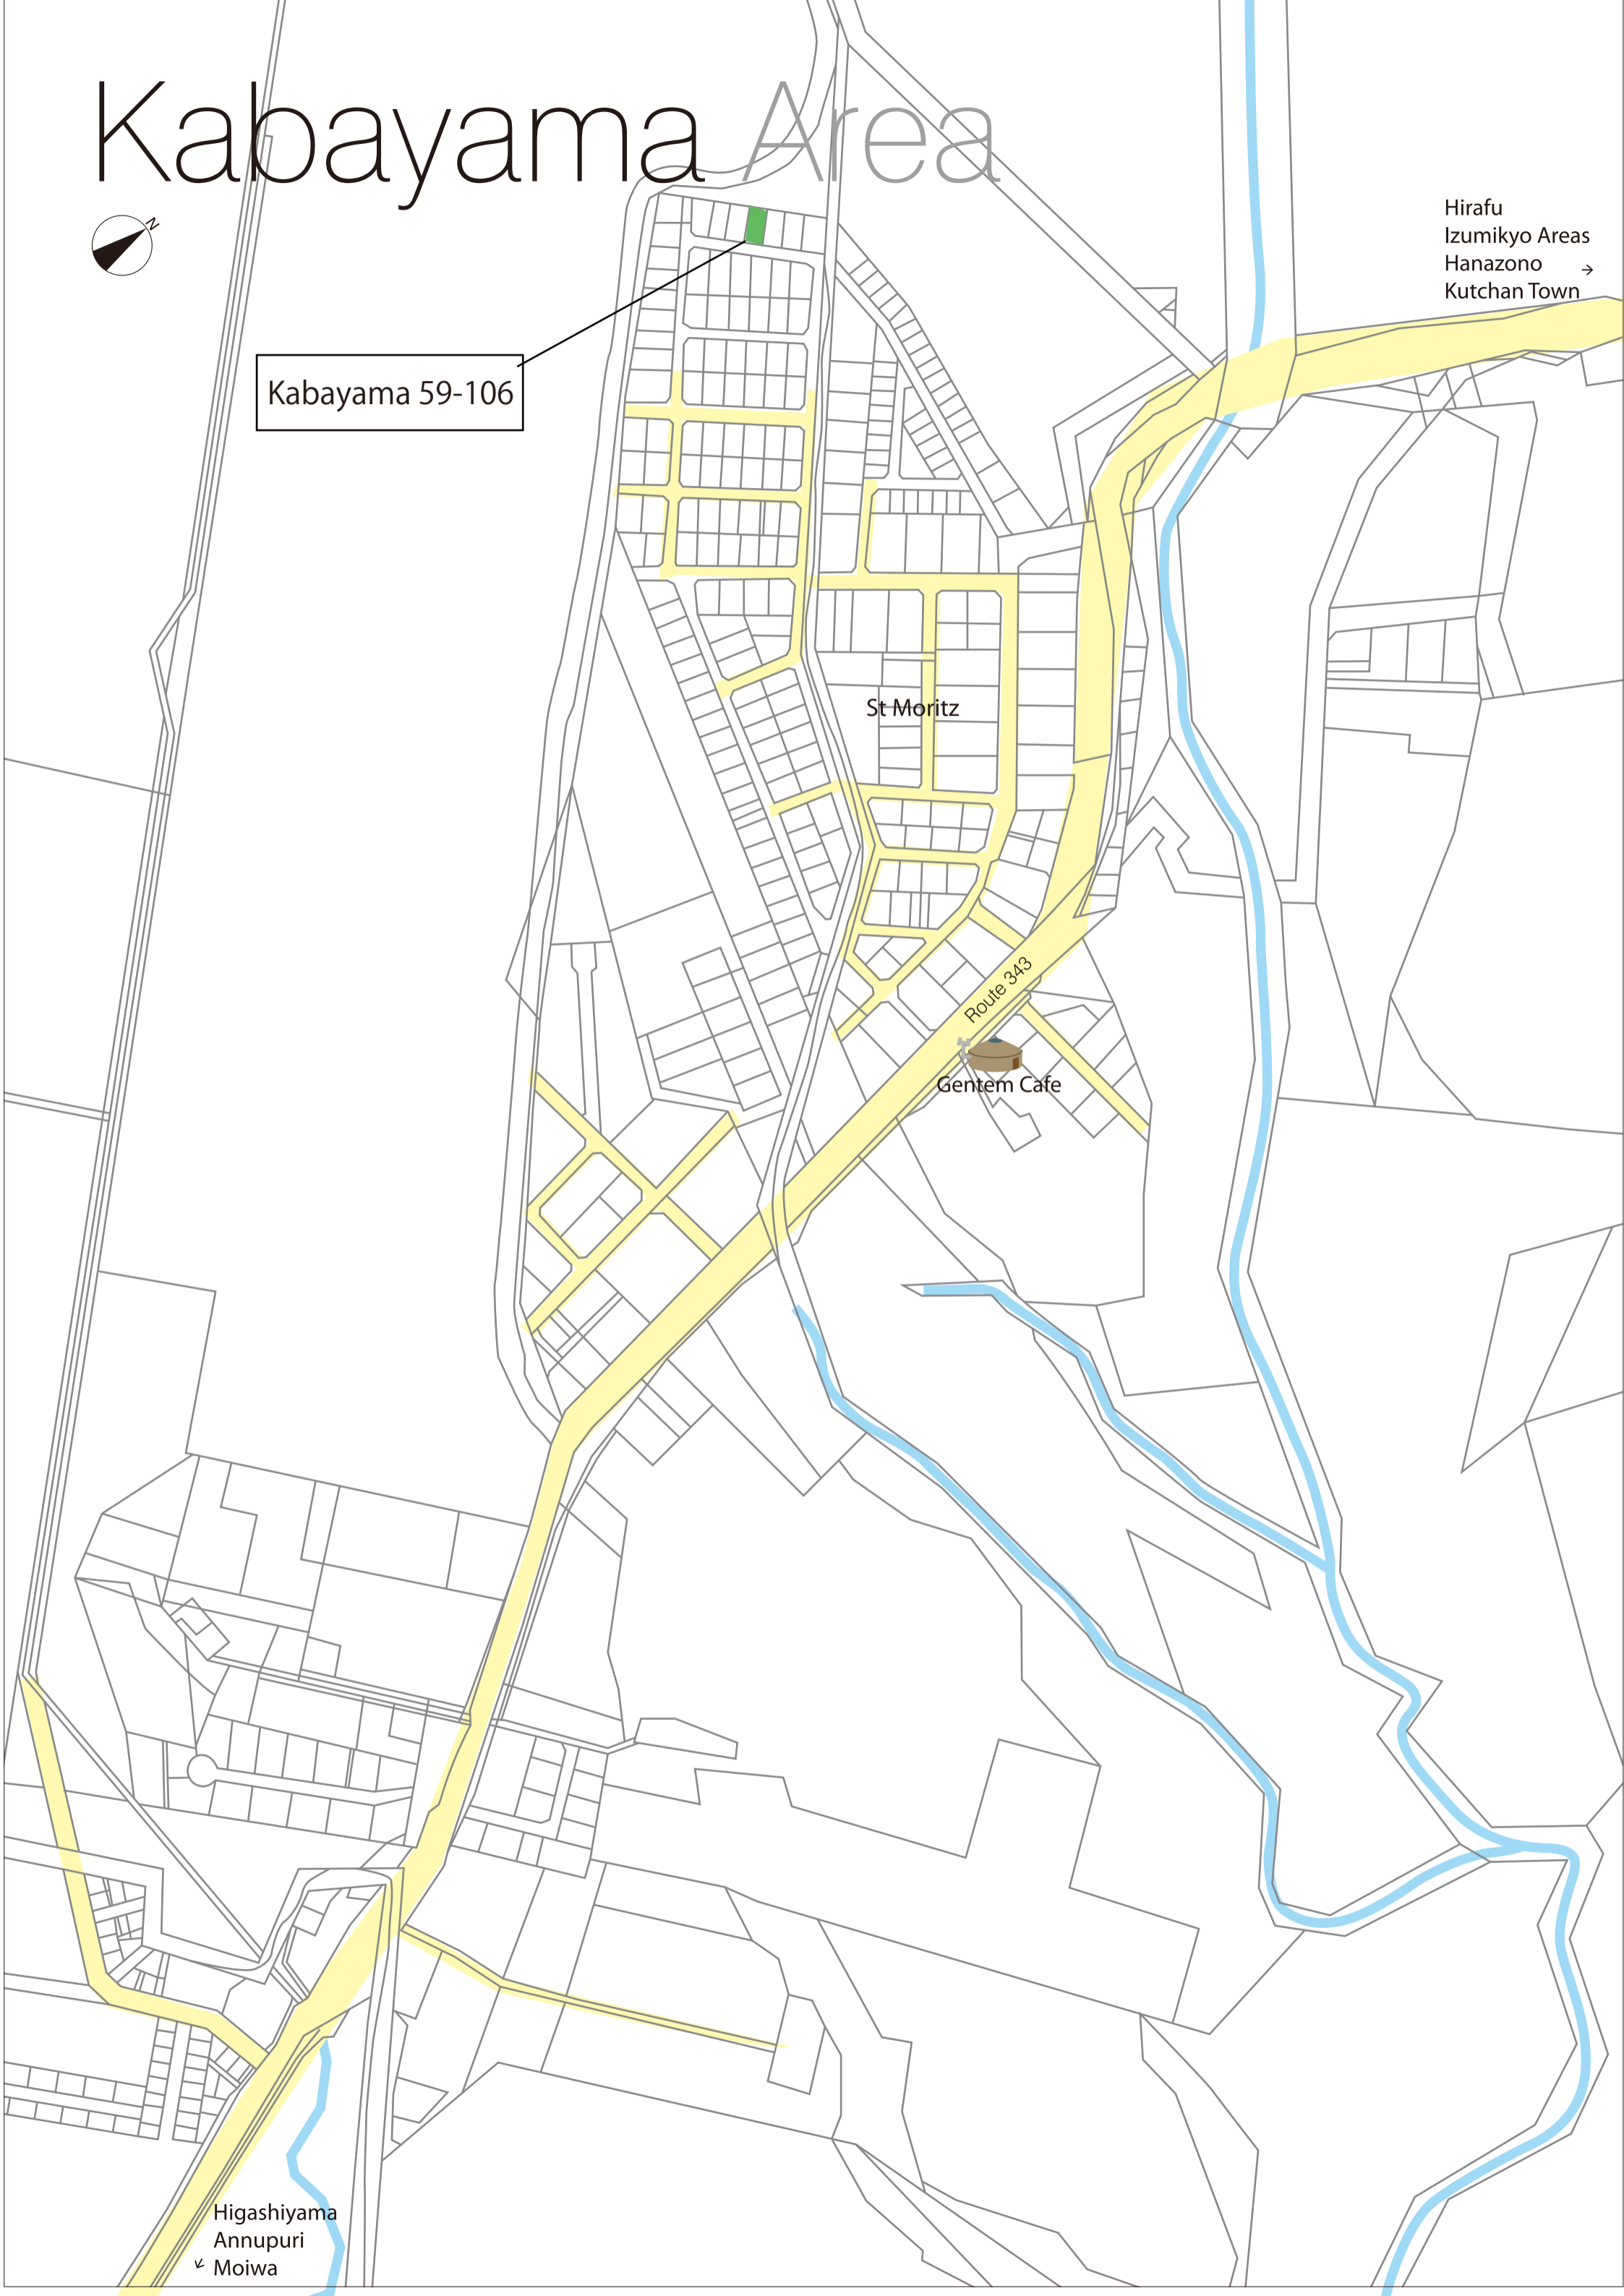 Kabayama Area
N
Hirafu
Izumikyo Areas
Hanazono →
Kutchan Town
Kabayama 59-106
St Moritz
Route 343
Gentem Cafe
Higashiyama
Annupuri
↙ Moiwa